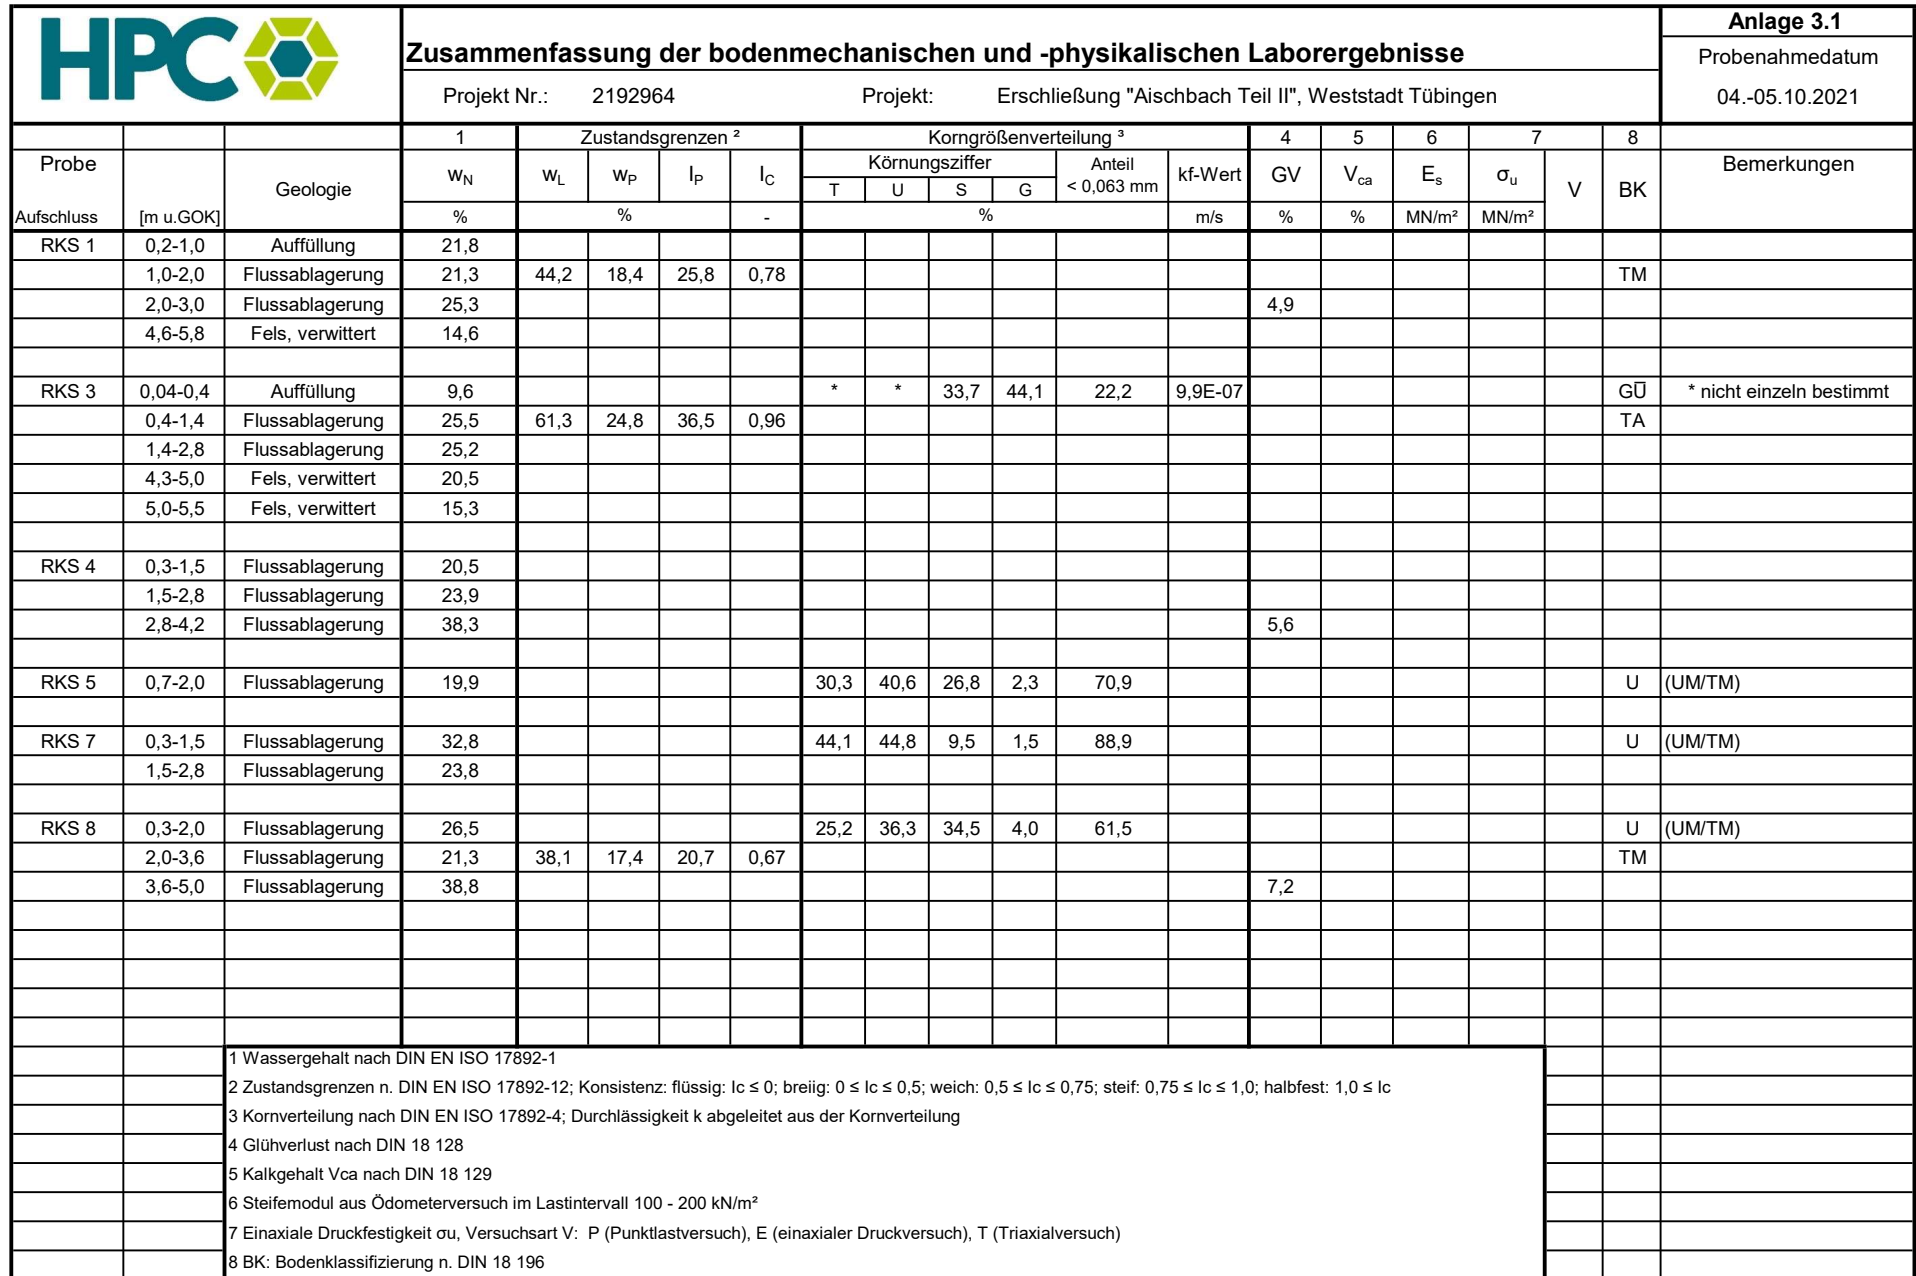 HPC
Zusammenfassung der bodenmechanischen und -physikalischen Laborergebnisse
Anlage 3.1
Probenahmedatum
Projekt Nr.: 2192964 Projekt: Erschließung "Aischbach Teil II", Weststadt Tübingen 04.-05.10.2021
1 Zustandsgrenzen ² Korngrößenverteilung ³ 4 5 6 7 8
Probe Geologie wN wL wP IP IC Körnungsziffer Anteil < 0,063 mm kf-Wert GV Vca Es σu V BK Bemerkungen
T U S G
Aufschluss [m u.GOK] % % - % m/s % % MN/m² MN/m²
RKS 1 0,2-1,0 Auffüllung 21,8
1,0-2,0 Flussablagerung 21,3 44,2 18,4 25,8 0,78 TM
2,0-3,0 Flussablagerung 25,3 4,9
4,6-5,8 Fels, verwittert 14,6
RKS 3 0,04-0,4 Auffüllung 9,6 * * 33,7 44,1 22,2 9,9E-07 GŪ * nicht einzeln bestimmt
0,4-1,4 Flussablagerung 25,5 61,3 24,8 36,5 0,96 TA
1,4-2,8 Flussablagerung 25,2
4,3-5,0 Fels, verwittert 20,5
5,0-5,5 Fels, verwittert 15,3
RKS 4 0,3-1,5 Flussablagerung 20,5
1,5-2,8 Flussablagerung 23,9
2,8-4,2 Flussablagerung 38,3 5,6
RKS 5 0,7-2,0 Flussablagerung 19,9 30,3 40,6 26,8 2,3 70,9 U (UM/TM)
RKS 7 0,3-1,5 Flussablagerung 32,8 44,1 44,8 9,5 1,5 88,9 U (UM/TM)
1,5-2,8 Flussablagerung 23,8
RKS 8 0,3-2,0 Flussablagerung 26,5 25,2 36,3 34,5 4,0 61,5 U (UM/TM)
2,0-3,6 Flussablagerung 21,3 38,1 17,4 20,7 0,67 TM
3,6-5,0 Flussablagerung 38,8 7,2
1 Wassergehalt nach DIN EN ISO 17892-1
2 Zustandsgrenzen n. DIN EN ISO 17892-12; Konsistenz: flüssig: Ic ≤ 0; breiig: 0 ≤ Ic ≤ 0,5; weich: 0,5 ≤ Ic ≤ 0,75; steif: 0,75 ≤ Ic ≤ 1,0; halbfest: 1,0 ≤ Ic
3 Kornverteilung nach DIN EN ISO 17892-4; Durchlässigkeit k abgeleitet aus der Kornverteilung
4 Glühverlust nach DIN 18 128
5 Kalkgehalt Vca nach DIN 18 129
6 Steifemodul aus Ödometerversuch im Lastintervall 100 - 200 kN/m²
7 Einaxiale Druckfestigkeit σu, Versuchsart V: P (Punktlastversuch), E (einaxialer Druckversuch), T (Triaxialversuch)
8 BK: Bodenklassifizierung n. DIN 18 196